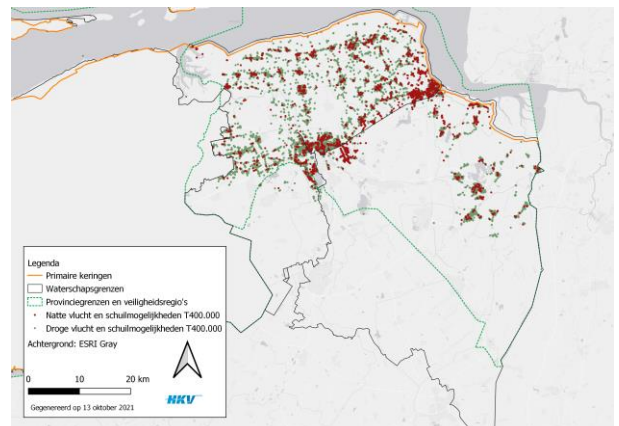 Legenda
Primaire keringen
Waterschapsgrenzen
Provinciegrenzen en veiligheidsregio's
Natte vlucht en schuilmogelijkheden T400.000
Droge vlucht en schuilmogelijkheden T400.000
Achtergrond: ESRI Gray
0 10 20 km
Gegenereerd op 13 oktober 2021
HKV